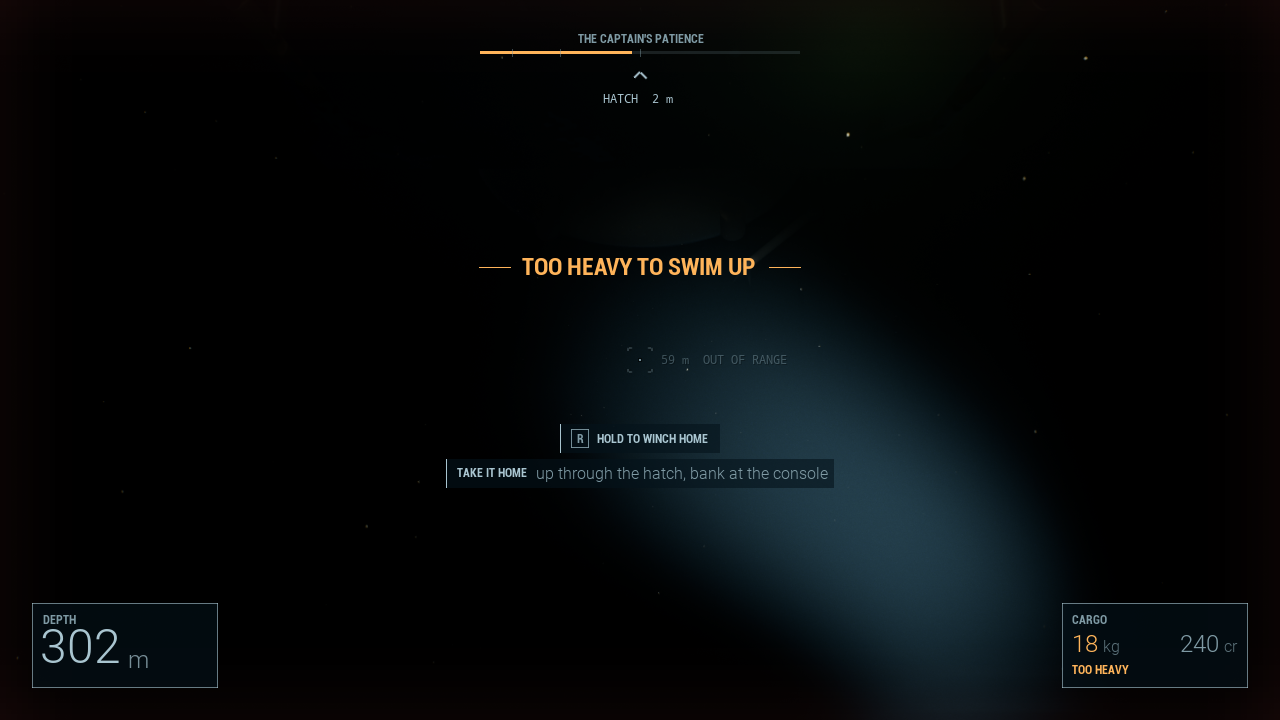 THE CAPTAIN'S PATIENCE
HATCH 2 m
TOO HEAVY TO SWIM UP
59 m OUT OF RANGE
R HOLD TO WINCH HOME
TAKE IT HOME up through the hatch, bank at the console
DEPTH
302 m
CARGO
18 kg 240 cr
TOO HEAVY